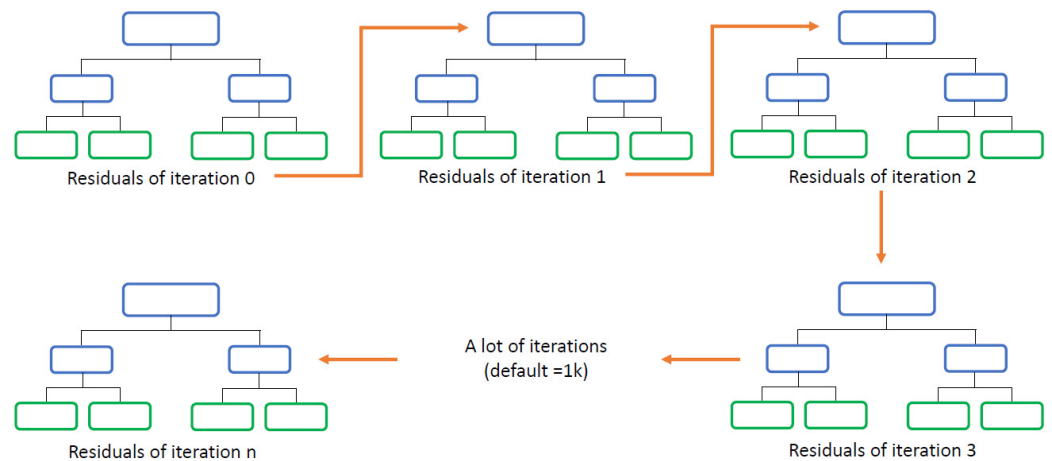 Residuals of iteration 0
Residuals of iteration 1
Residuals of iteration 2
A lot of iterations
(default =1k)
Residuals of iteration n
Residuals of iteration 3